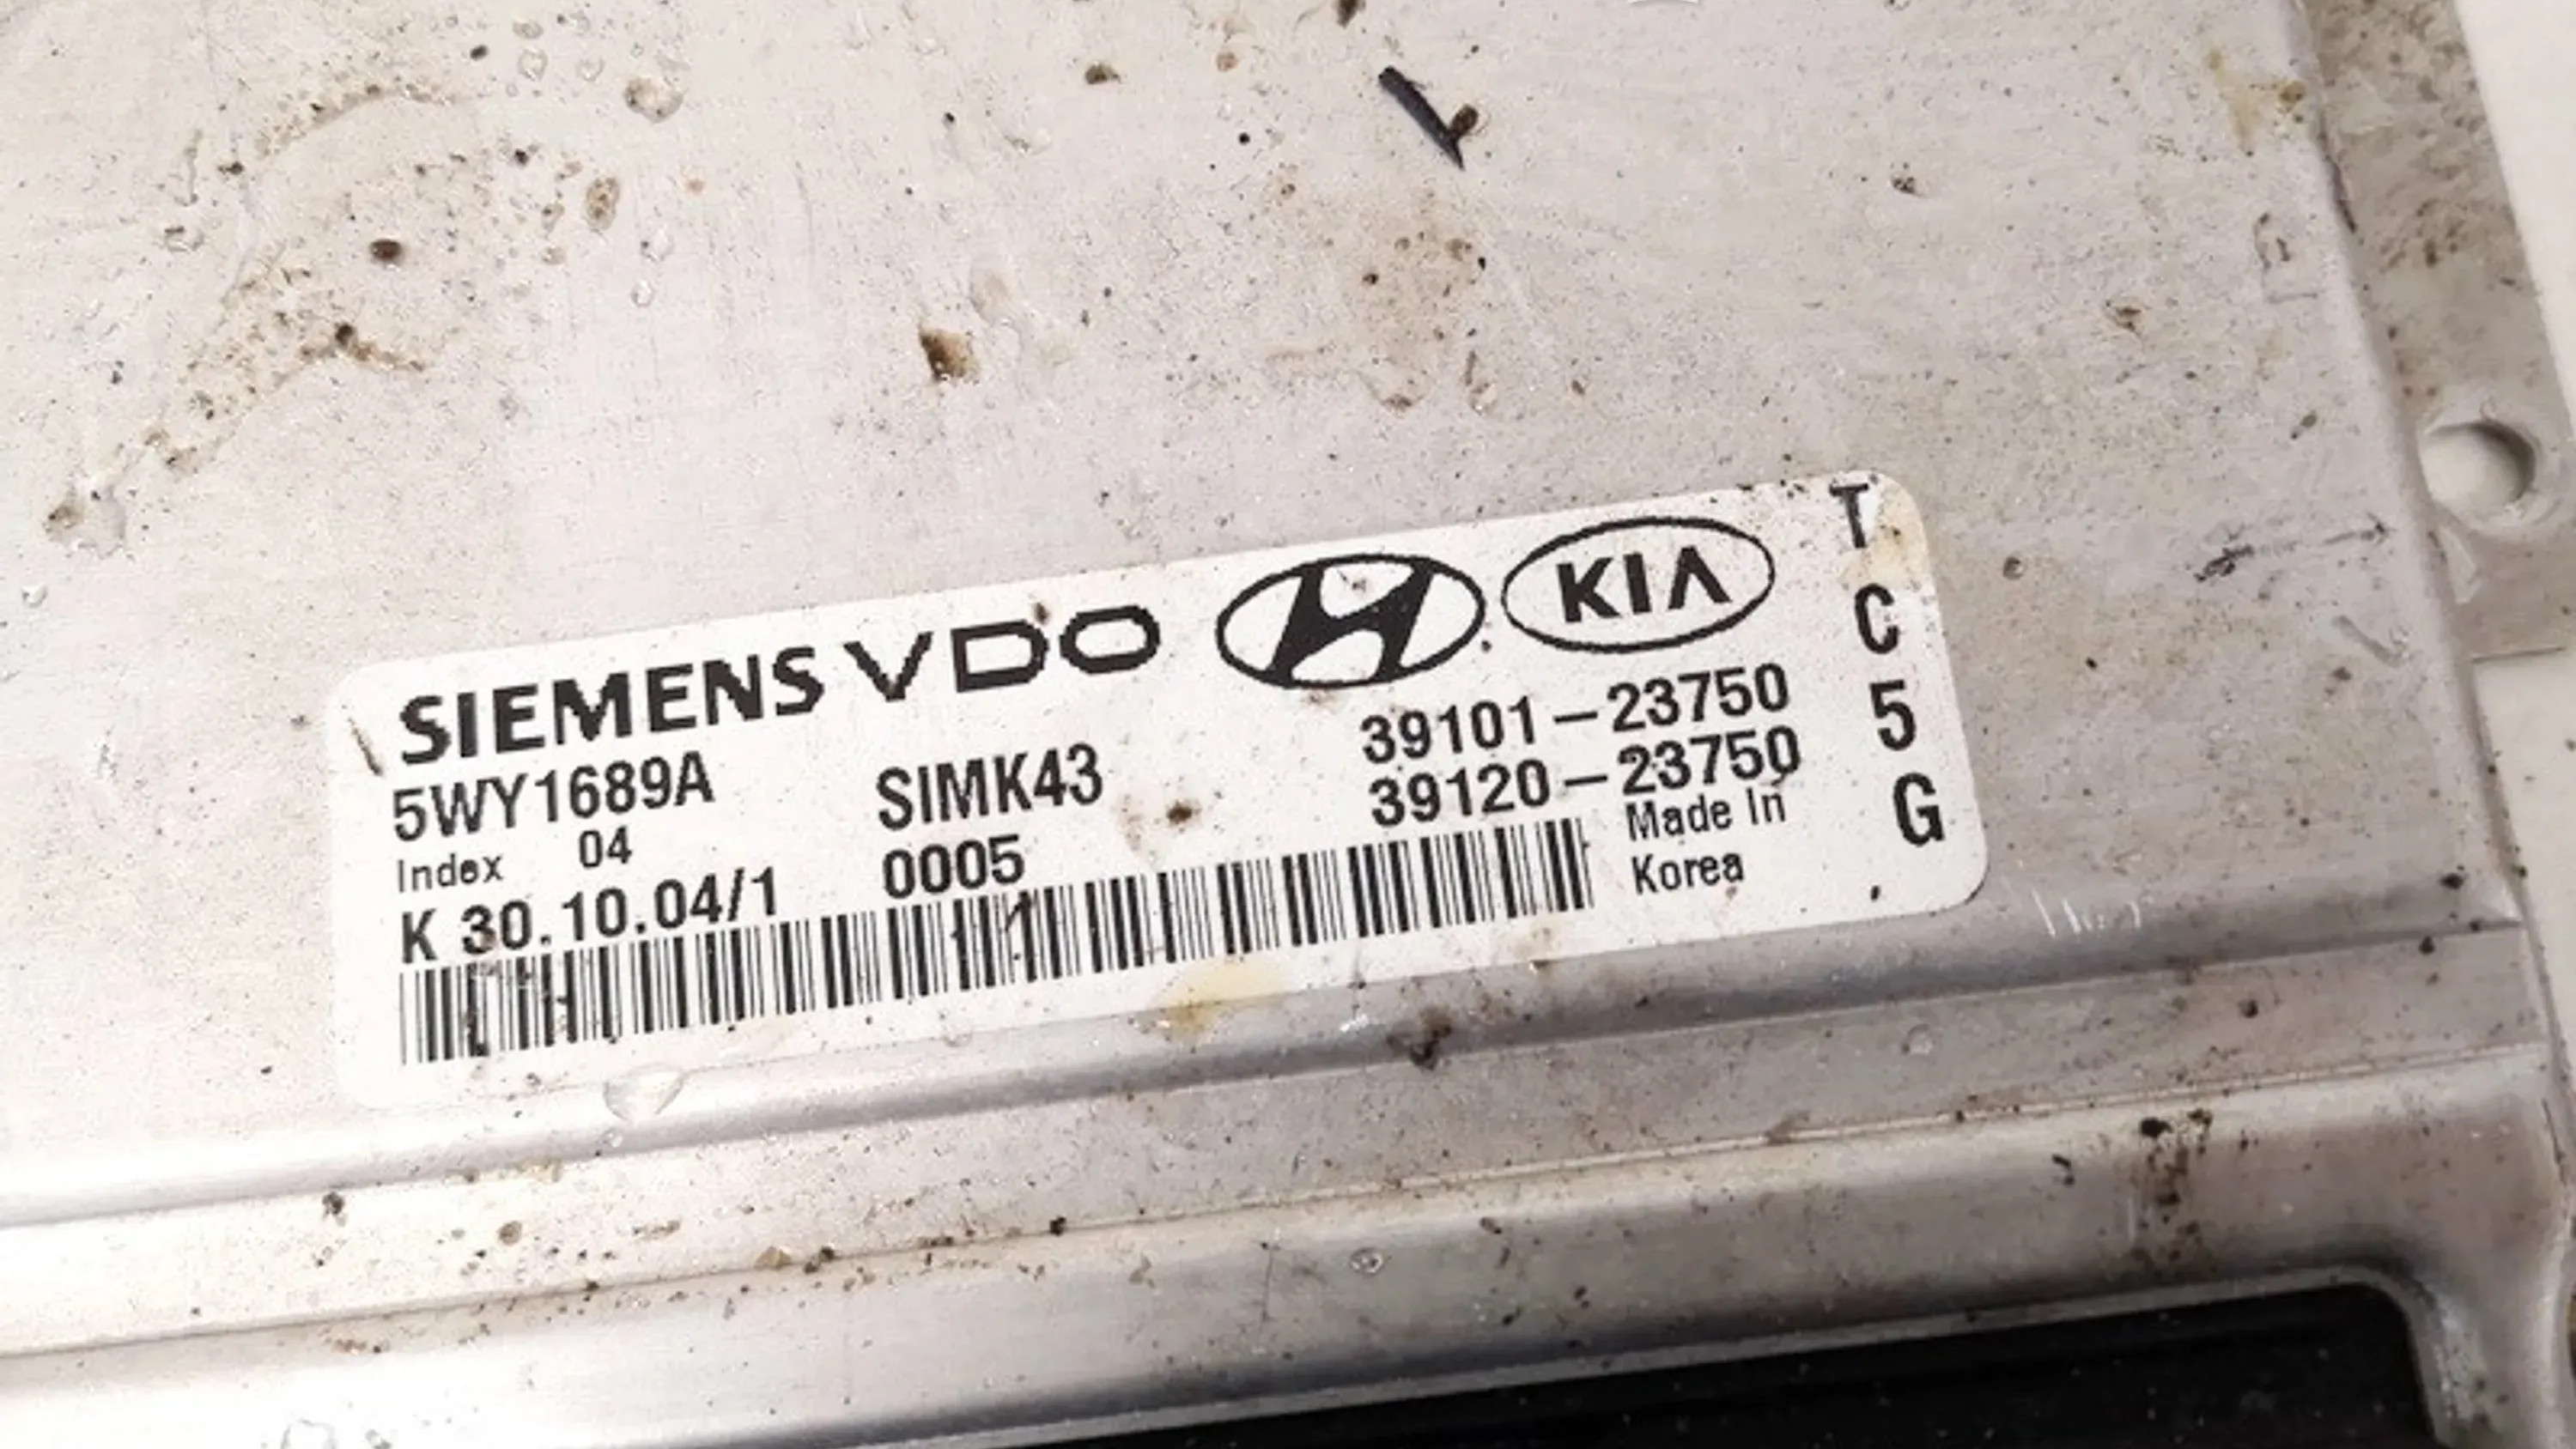 SIEMENS VDO KIA
5WY1689A SIMK43 39101-23750
Index 04 0005 39120-23750
K 30.10.04/1 Made In
Korea
T
C
5
G